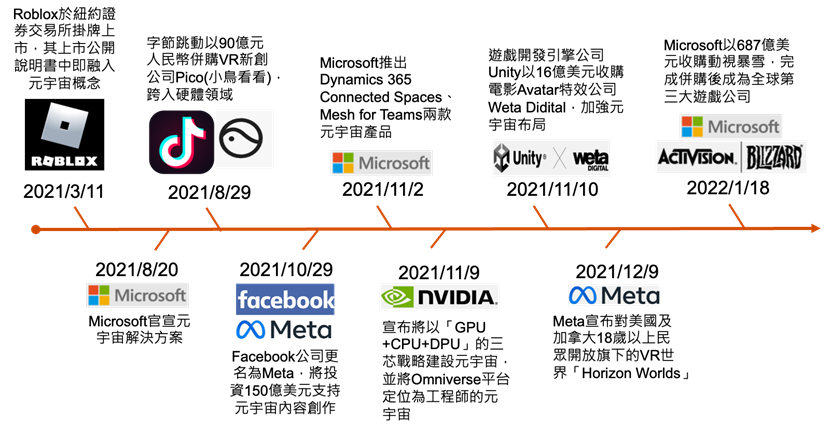 Roblox於紐約證
券交易所掛牌上
市，其上市公開
說明書中即融入
元宇宙概念
ROBLOX
2021/3/11
字節跳動以90億元
人民幣併購VR新創
公司Pico(小鳥看看)，
跨入硬體領域
2021/8/29
Microsoft推出
Dynamics 365
Connected Spaces、
Mesh for Teams兩款
元宇宙產品
Microsoft
2021/11/2
遊戲開發引擎公司
Unity以16億美元收購
電影Avatar特效公司
Weta Didital，加強元
宇宙布局
Unity® X weta
DIGITAL
2021/11/10
Microsoft以687億美
元收購動視暴雪，完
成併購後成為全球第
三大遊戲公司
Microsoft
ACTIVISION. BLIZZARD
2022/1/18
2021/8/20
Microsoft
Microsoft官宣元
宇宙解決方案
2021/10/29
facebook
Meta
Facebook公司更
名為Meta，將投
資150億美元支持
元宇宙內容創作
2021/11/9
NVIDIA.
宣布將以「GPU
+CPU+DPU」的三
芯戰略建設元宇宙，
並將Omniverse平台
定位為工程師的元
宇宙
2021/12/9
Meta
Meta宣布對美國及
加拿大18歲以上民
眾開放旗下的VR世
界「Horizon Worlds」